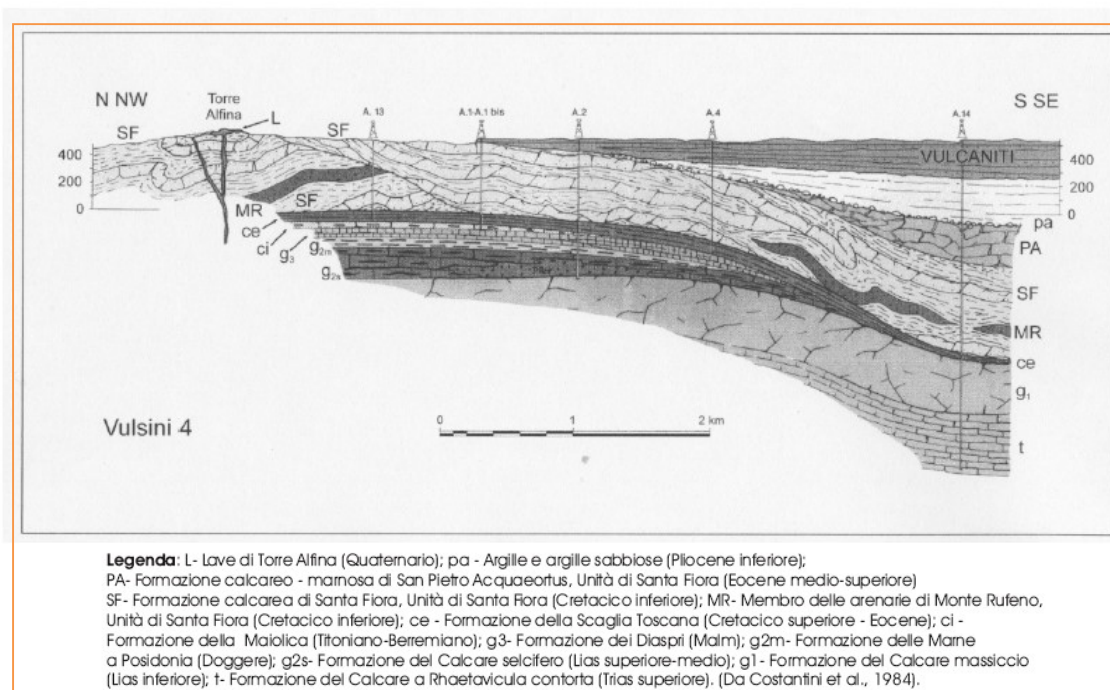 N NW
Torre
Alfina
L
SF
SF
A. 13
A.1-A.1 bis
A.2
A.4
A.14
S SE
VULCANITI
400
200
0
400
200
0
MR
SF
ce
ci
g3
g2m
g2s
pa
PA
SF
MR
ce
g1
t
Vulsini 4
0
1
2 km
Legenda: L- Lave di Torre Alfina (Quaternario); pa - Argille e argille sabbiose (Pliocene inferiore);
PA- Formazione calcareo - marnosa di San Pietro Acquaeortus, Unità di Santa Fiora (Eocene medio-superiore)
SF- Formazione calcarea di Santa Fiora, Unità di Santa Fiora (Cretacico inferiore); MR- Membro delle arenarie di Monte Rufeno,
Unità di Santa Fiora (Cretacico inferiore); ce - Formazione della Scaglia Toscana (Cretacico superiore - Eocene); ci -
Formazione della Maiolica (Titoniano-Berremiano); g3- Formazione dei Diaspri (Malm); g2m- Formazione delle Marne
a Posidonia (Doggere); g2s- Formazione del Calcare selcifero (Lias superiore-medio); g1- Formazione del Calcare massiccio
(Lias inferiore); t- Formazione del Calcare a Rhaetavicula contorta (Trias superiore). (Da Costantini et al., 1984).